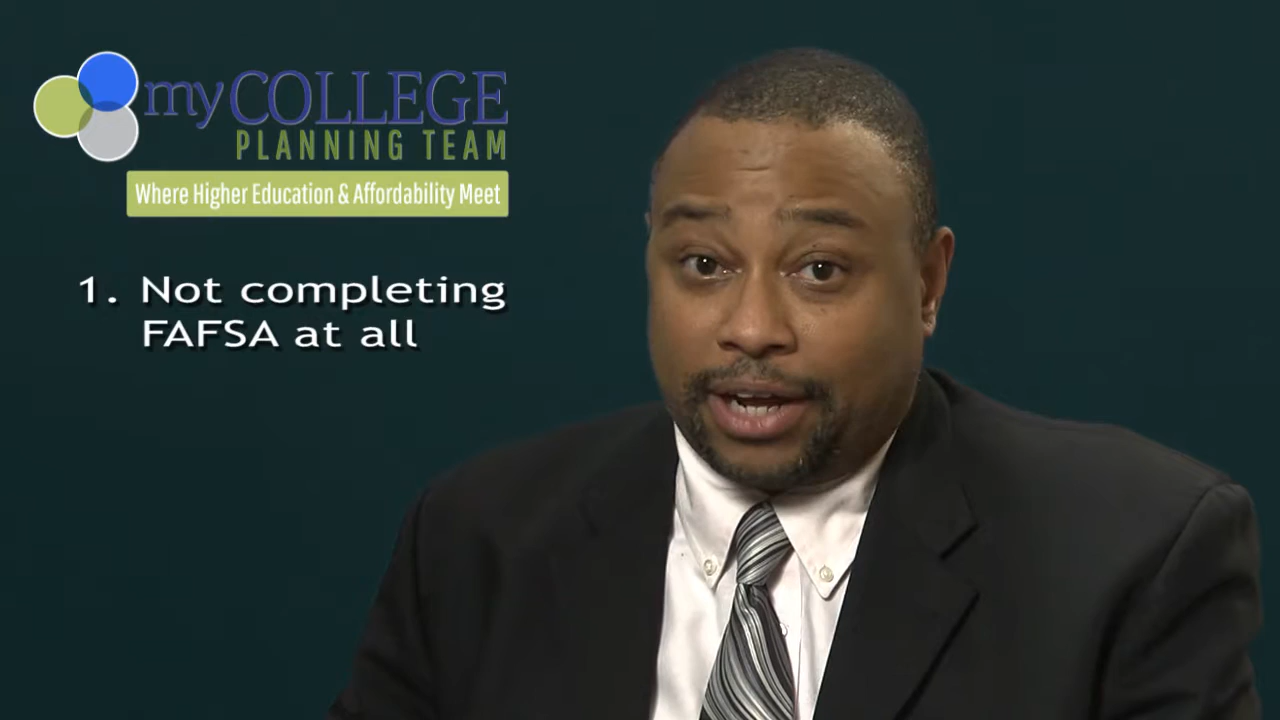 myCOLLEGE
PLANNING TEAM
Where Higher Education & Affordability Meet
1. Not completing
FAFSA at all